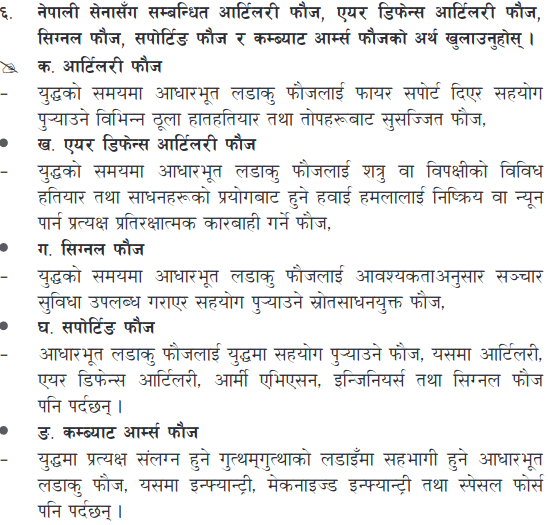 ६. नेपाली सेनासँग सम्बन्धित आर्टिलरी फौज, एयर डिफेन्स आर्टिलरी फौज,
सिग्नल फौज, सपोर्टिङ फौज र कम्ब्याट आर्म्स फौजको अर्थ खुलाउनुहोस् ।
✍ क. आर्टिलरी फौज
– युद्धको समयमा आधारभूत लडाकु फौजलाई फायर सपोर्ट दिएर सहयोग
पुऱ्याउने विभिन्न ठूला हातहतियार तथा तोपहरूबाट सुसज्जित फौज,
• ख. एयर डिफेन्स आर्टिलरी फौज
– युद्धको समयमा आधारभूत लडाकु फौजलाई शत्रु वा विपक्षीको विविध
हतियार तथा साधनहरूको प्रयोगबाट हुने हवाई हमलालाई निष्क्रिय वा न्यून
पार्न प्रत्यक्ष प्रतिरक्षात्मक कारबाही गर्ने फौज,
• ग. सिग्नल फौज
– युद्धको समयमा आधारभूत लडाकु फौजलाई आवश्यकताअनुसार सञ्चार
सुविधा उपलब्ध गराएर सहयोग पुऱ्याउने स्रोतसाधनयुक्त फौज,
• घ. सपोर्टिङ फौज
– आधारभूत लडाकु फौजलाई युद्धमा सहयोग पुऱ्याउने फौज, यसमा आर्टिलरी,
एयर डिफेन्स आर्टिलरी, आर्मी एभिएसन, इन्जिनियर्स तथा सिग्नल फौज
पनि पर्दछन् ।
• ङ. कम्ब्याट आर्म्स फौज
– युद्धमा प्रत्यक्ष संलग्न हुने गुत्थम्गुत्थाको लडाइँमा सहभागी हुने आधारभूत
लडाकु फौज, यसमा इन्फ्यान्ट्री, मेकनाइज्ड इन्फ्यान्ट्री तथा स्पेसल फोर्स
पनि पर्दछन् ।